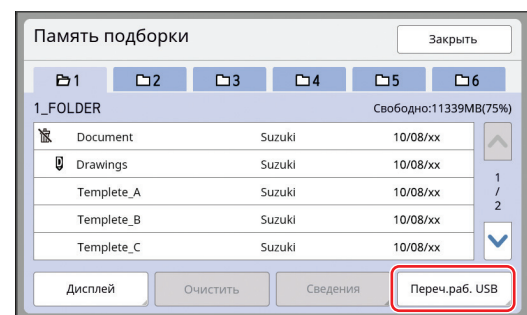 Память подборки
Закрыть
1 2 3 4 5 6
1_FOLDER Свободно:11339MB(75%)
Document Suzuki 10/08/xx
Drawings Suzuki 10/08/xx
Templete_A Suzuki 10/08/xx
Templete_B Suzuki 10/08/xx
Templete_C Suzuki 10/08/xx
1
/
2
Дисплей Очистить Сведения Переч.раб. USB